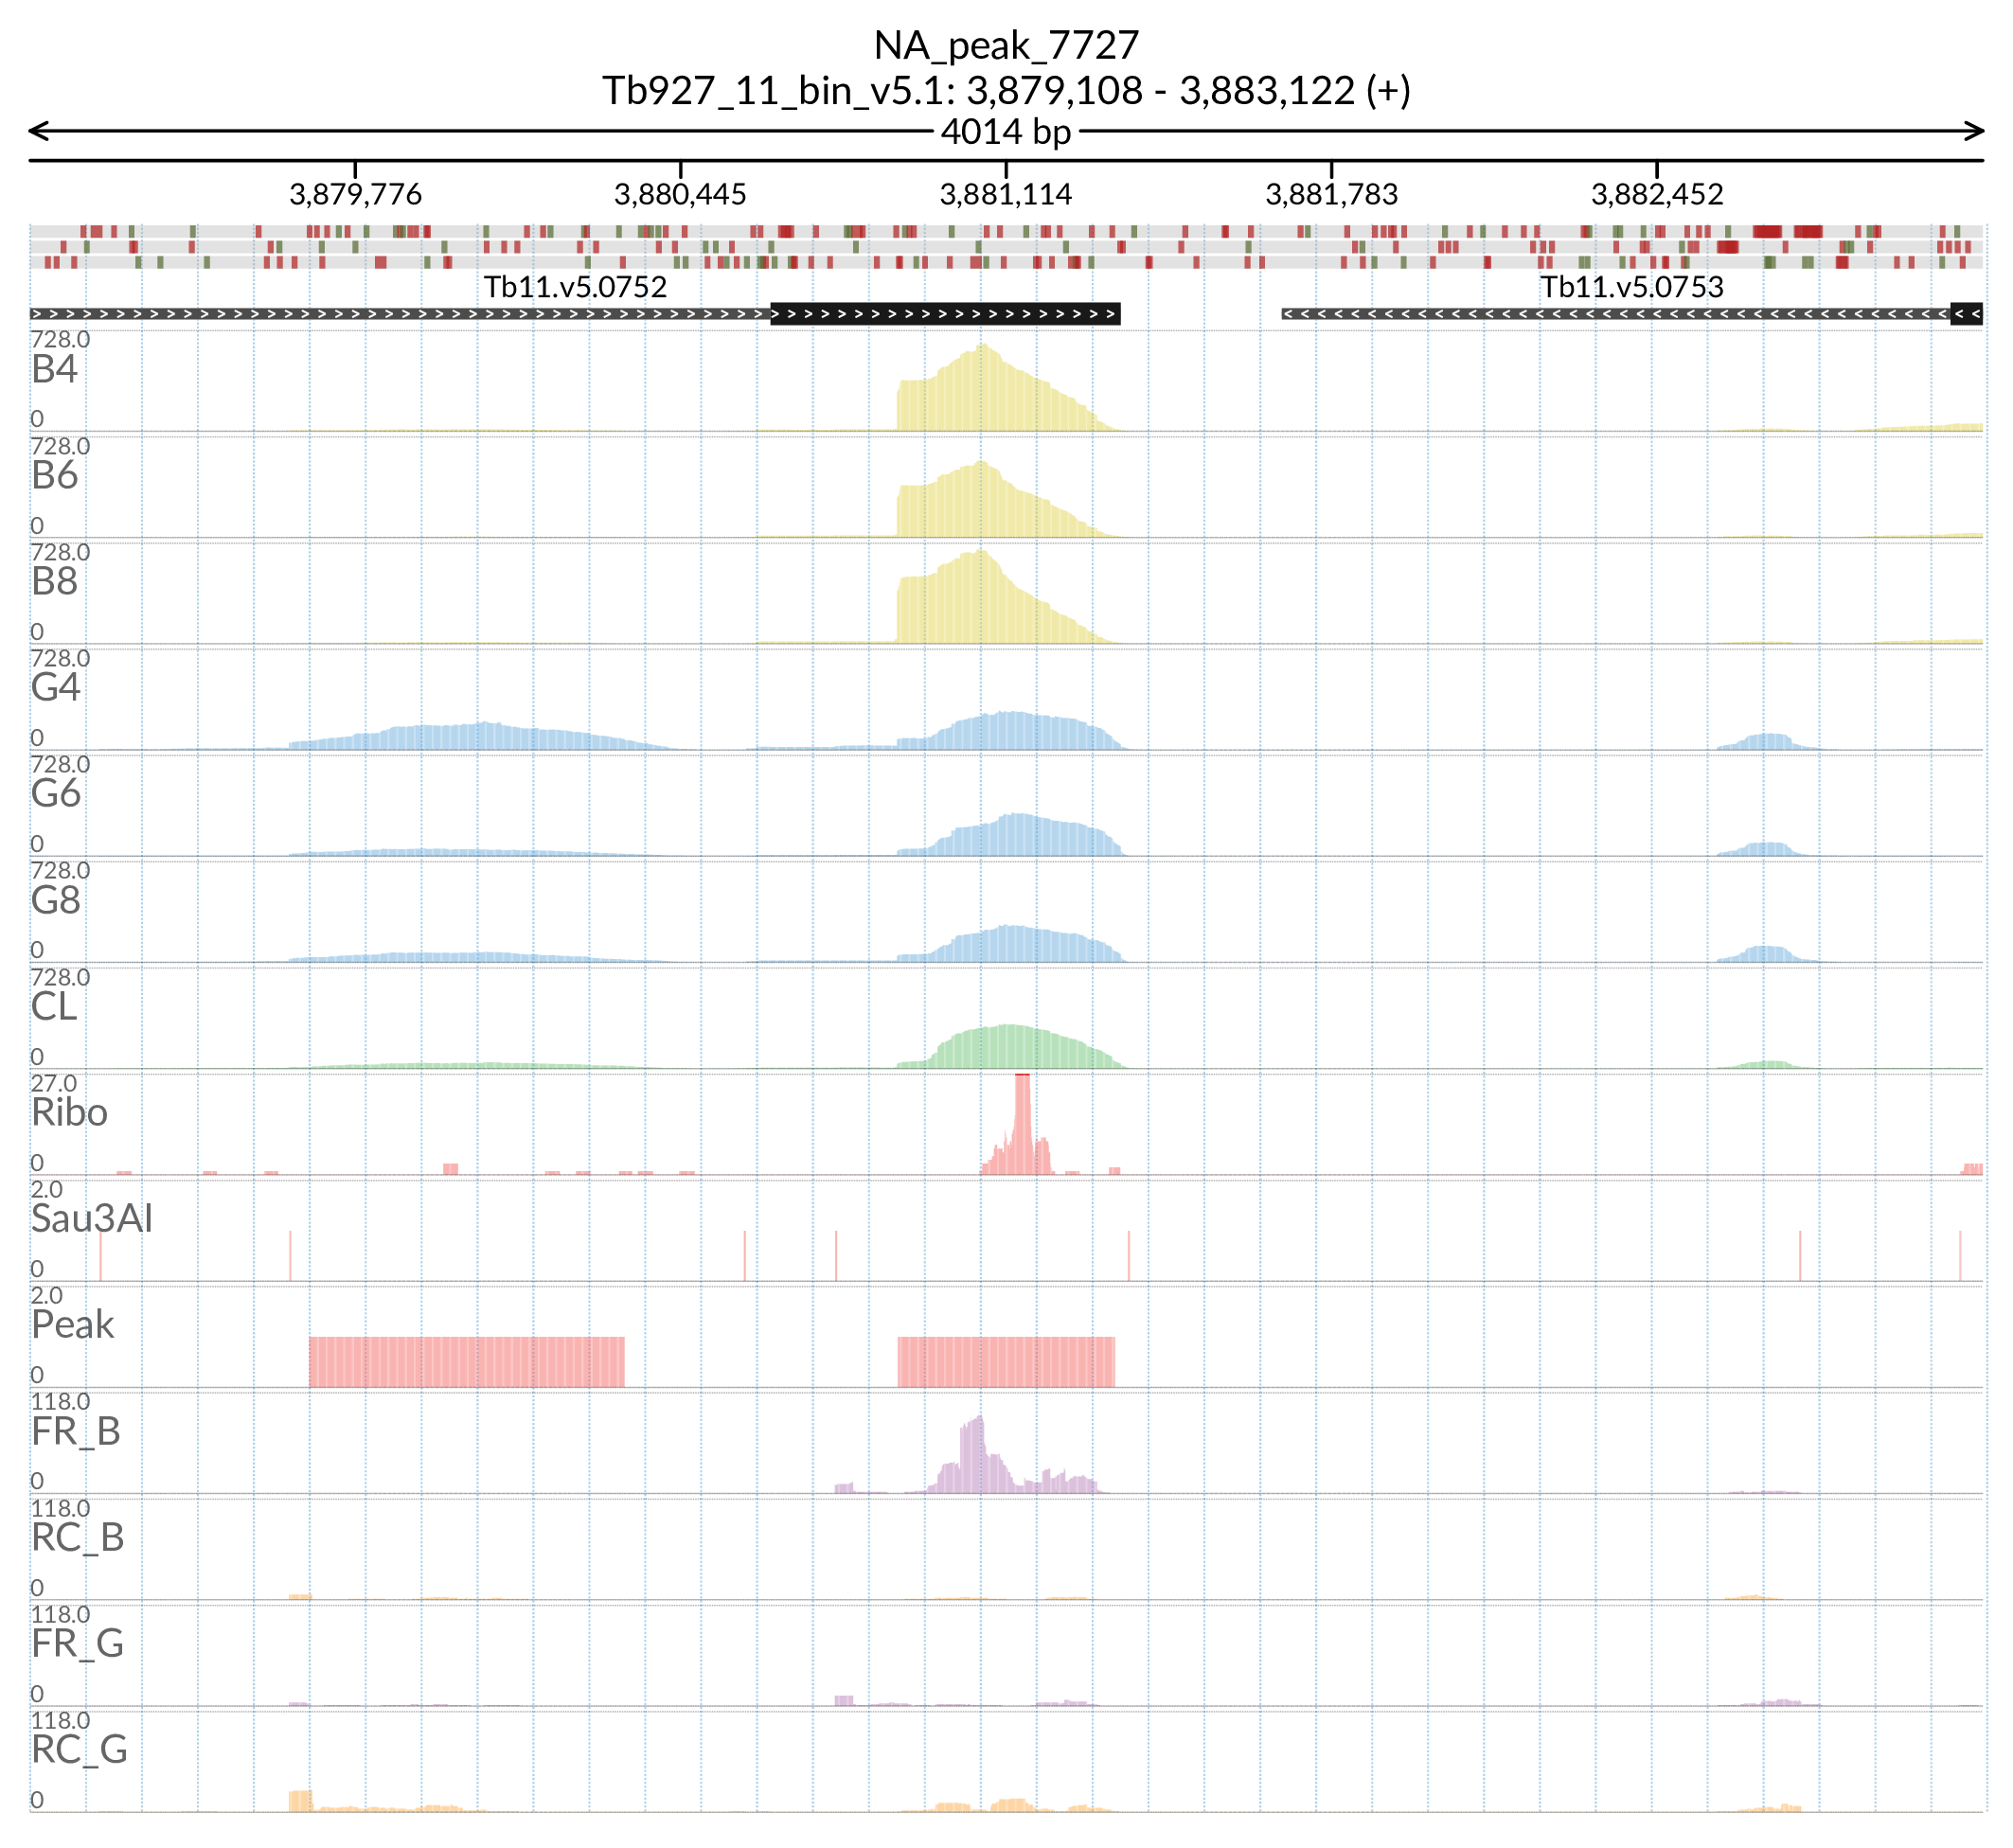 NA_peak_7727
Tb927_11_bin_v5.1: 3,879,108 - 3,883,122 (+)
4014 bp
3,879,776 3,880,445 3,881,114 3,881,783 3,882,452
Tb11.v5.0752 Tb11.v5.0753
728.0
B4
0
728.0
B6
0
728.0
B8
0
728.0
G4
0
728.0
G6
0
728.0
G8
0
728.0
CL
0
27.0
Ribo
0
2.0
Sau3AI
0
2.0
Peak
0
118.0
FR_B
0
118.0
RC_B
0
118.0
FR_G
0
118.0
RC_G
0